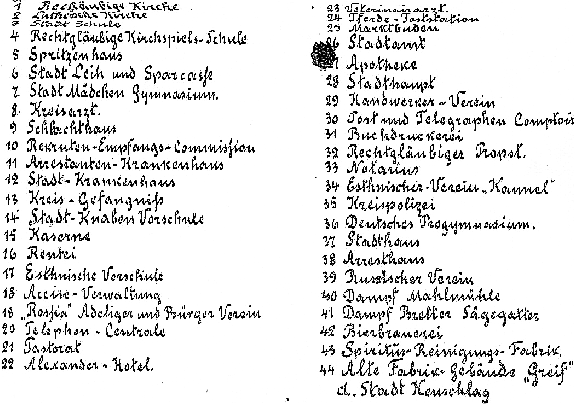 1 Rechtläubige Kirche
2 Lutherische Kirche
3 Stadt Schule
4 Rechtgläubige Kirchspiels-Schule
5 Spritzenhaus
6 Stadt Leih und Sparcasse
7 Stadt Mädchen Gymnasium.
8 Kreisarzt.
9 Schlachthaus
10 Rekruten-Empfangs-Commission
11 Arrestanten-Krankenhaus
12 Stadt-Krankenhaus
13 Kreis-Gefängniß
14 Stadt-Knaben Vorschule
15 Kaserne
16 Rentei
17 Esthnische Vorschule
18 Accise-Verwaltung
19 „Rossia" Adeliger und Bürger Verein
20 Telephon-Centrale
21 Pastorat
22 Alexander-Hotel.
23 Veterinairarzt.
24 Pferde-Poststation
25 Marktbuden
26 Stadtamt
Apotheke
28 Stadthaupt
29 Handwerker-Verein
30 Post und Telegraphen Comptoir
31 Buchdruckerei
32 Rechtgläubiger Propst.
33 Notarius
34 Esthnischer-Verein „Kannel"
35 Kreispolizei
36 Deutsches Progymnasium.
37 Stadthaus
38 Arresthaus
39 Russischer Verein
40 Dampf Mahlmühle
41 Dampf Bretter Sägegatter
42 Bierbrauerei
43 Spiritus-Reinigungs-Fabrik.
44 Alte Fabrik-Gebäude „Greif"
d. Stadt Heuschlag